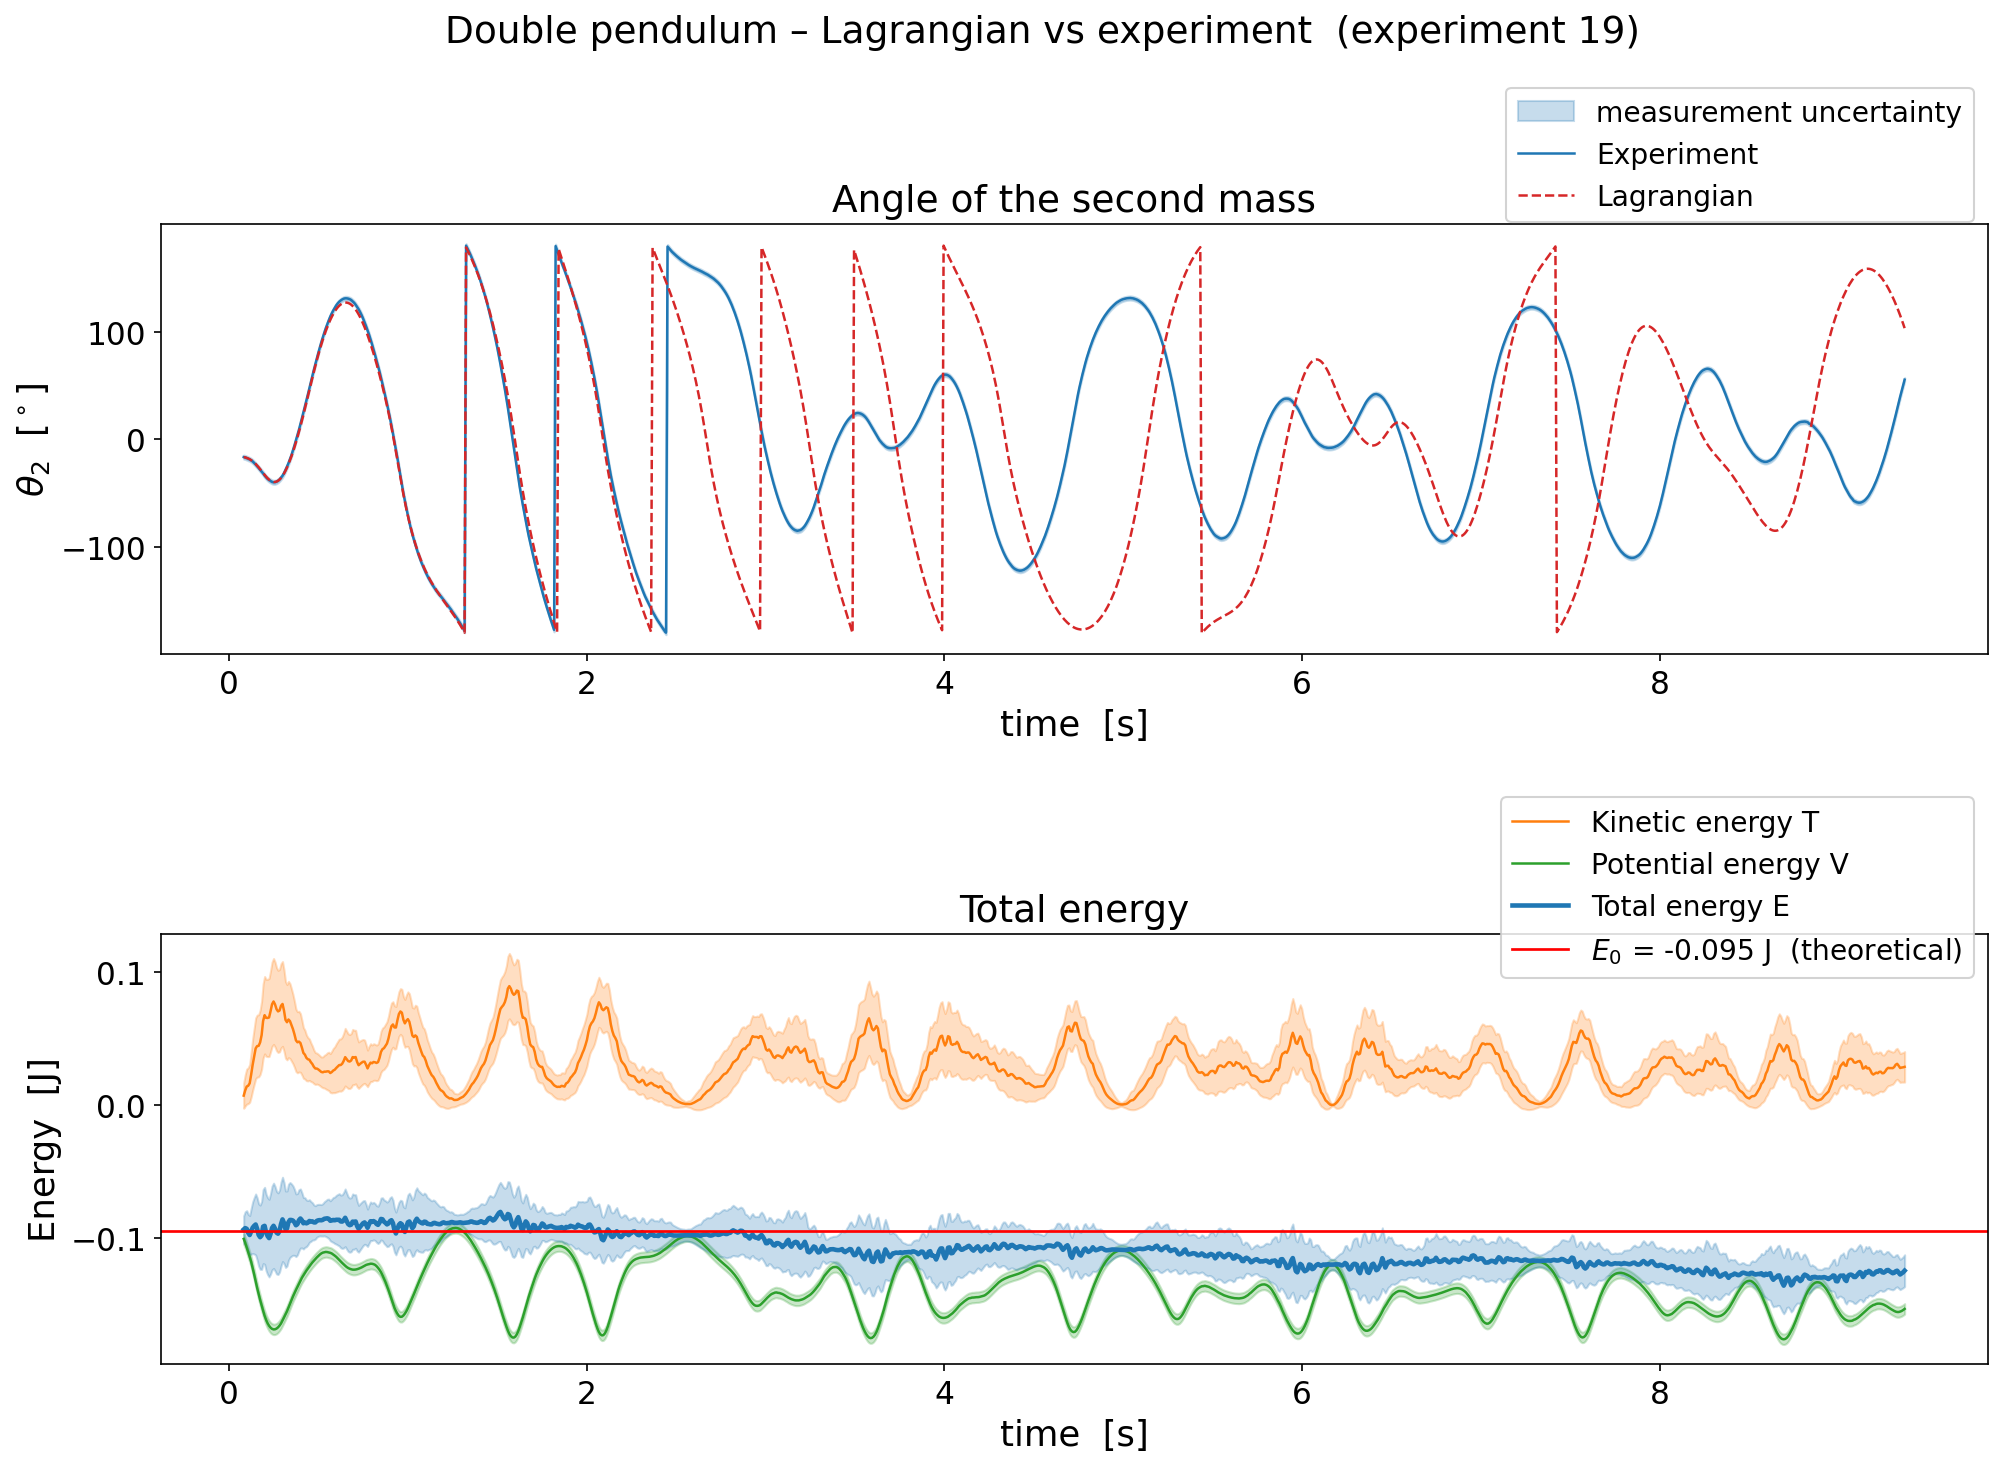 Double pendulum – Lagrangian vs experiment  (experiment 19)
measurement uncertainty
Experiment
Lagrangian
Angle of the second mass
θ₂ [°]
100
0
−100
0 2 4 6 8
time [s]
Kinetic energy T
Potential energy V
Total energy E
E₀ = -0.095 J  (theoretical)
Total energy
Energy [J]
0.1
0.0
−0.1
0 2 4 6 8
time [s]